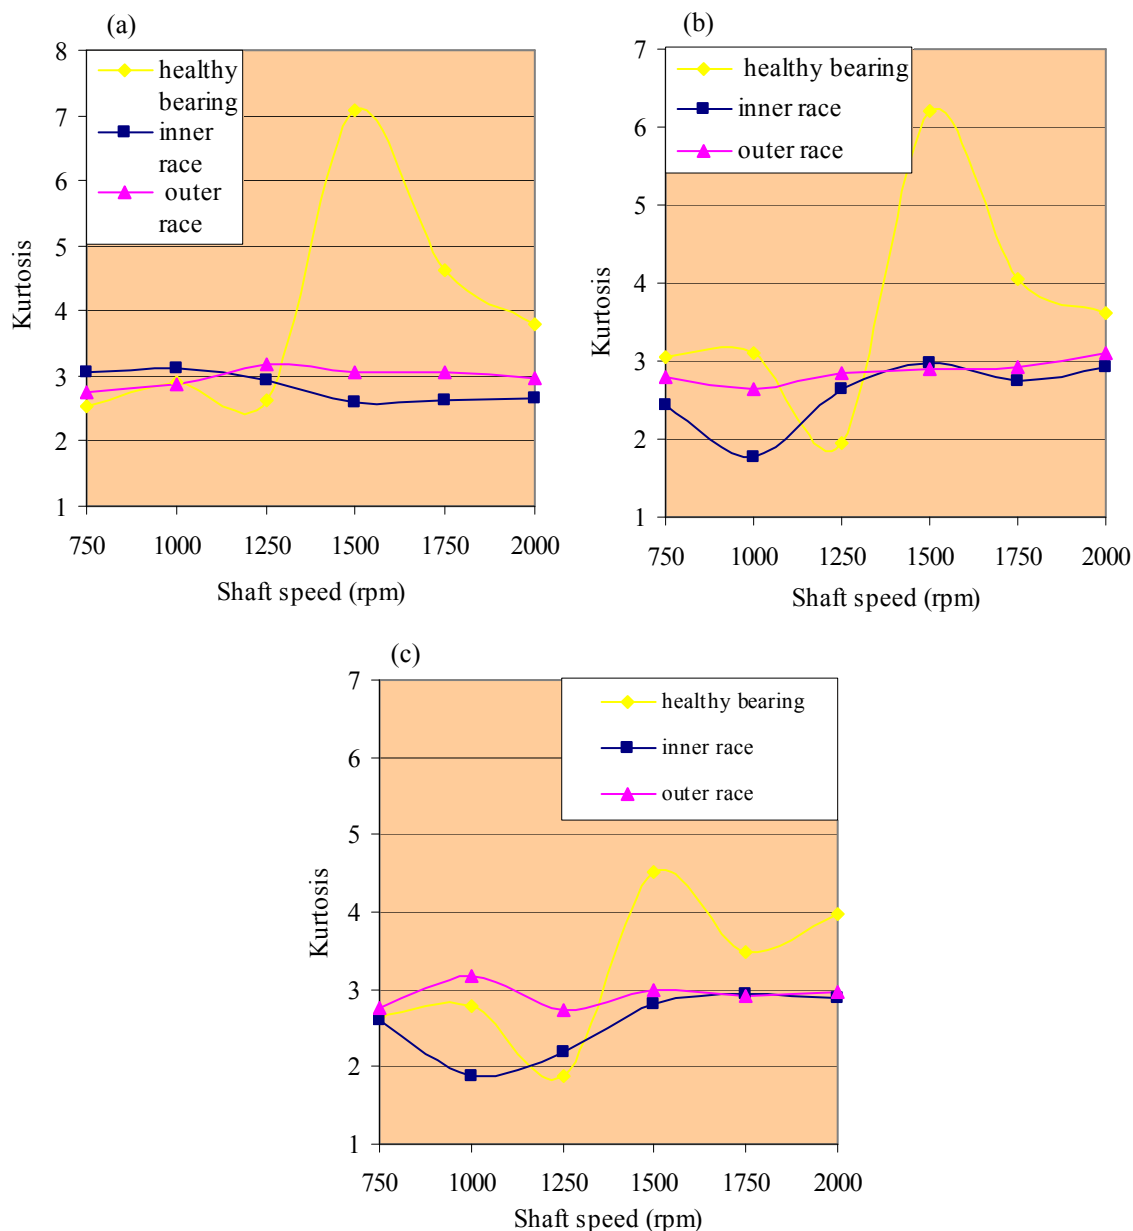 (a)
8
7
6
5
4
3
2
1
Kurtosis
healthy
bearing
inner
race
outer
race
750 1000 1250 1500 1750 2000
Shaft speed (rpm)
(b)
7
6
5
4
3
2
1
Kurtosis
healthy bearing
inner race
outer race
750 1000 1250 1500 1750 2000
Shaft speed (rpm)
(c)
7
6
5
4
3
2
1
Kurtosis
healthy bearing
inner race
outer race
750 1000 1250 1500 1750 2000
Shaft speed (rpm)